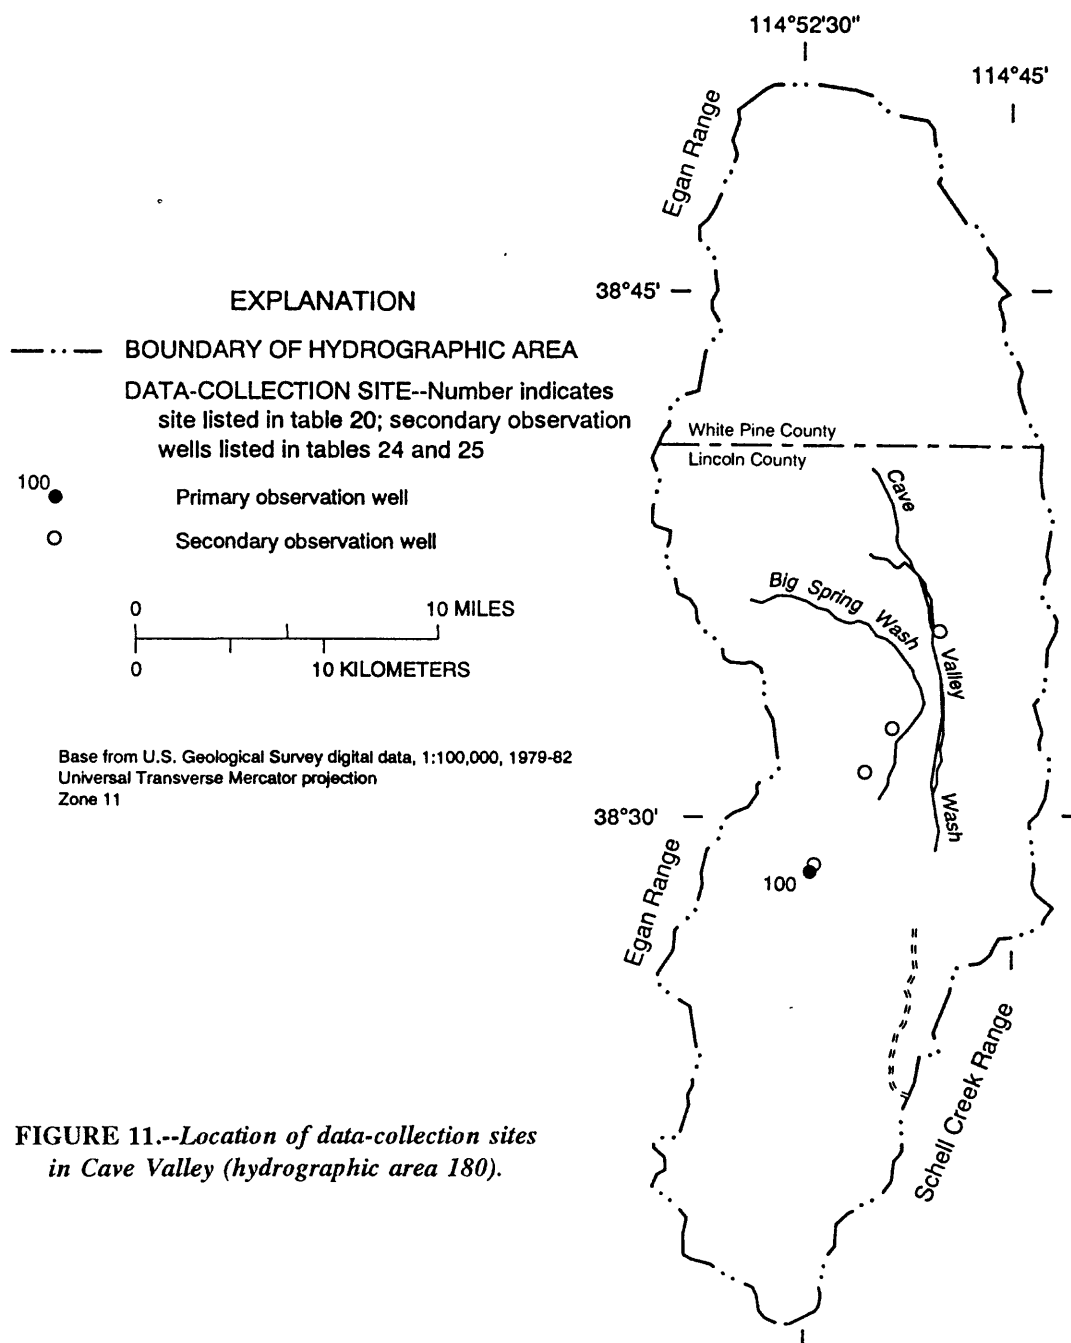 114°52'30"
114°45'
Egan Range
38°45'
EXPLANATION
BOUNDARY OF HYDROGRAPHIC AREA
DATA-COLLECTION SITE--Number indicates
site listed in table 20; secondary observation
wells listed in tables 24 and 25
100
Primary observation well
Secondary observation well
0
10 MILES
0
10 KILOMETERS
Base from U.S. Geological Survey digital data, 1:100,000, 1979-82
Universal Transverse Mercator projection
Zone 11
White Pine County
Lincoln County
Cave
Valley
Wash
Big Spring Wash
38°30'
100
Egan Range
Schell Creek Range
FIGURE 11.--Location of data-collection sites
in Cave Valley (hydrographic area 180).